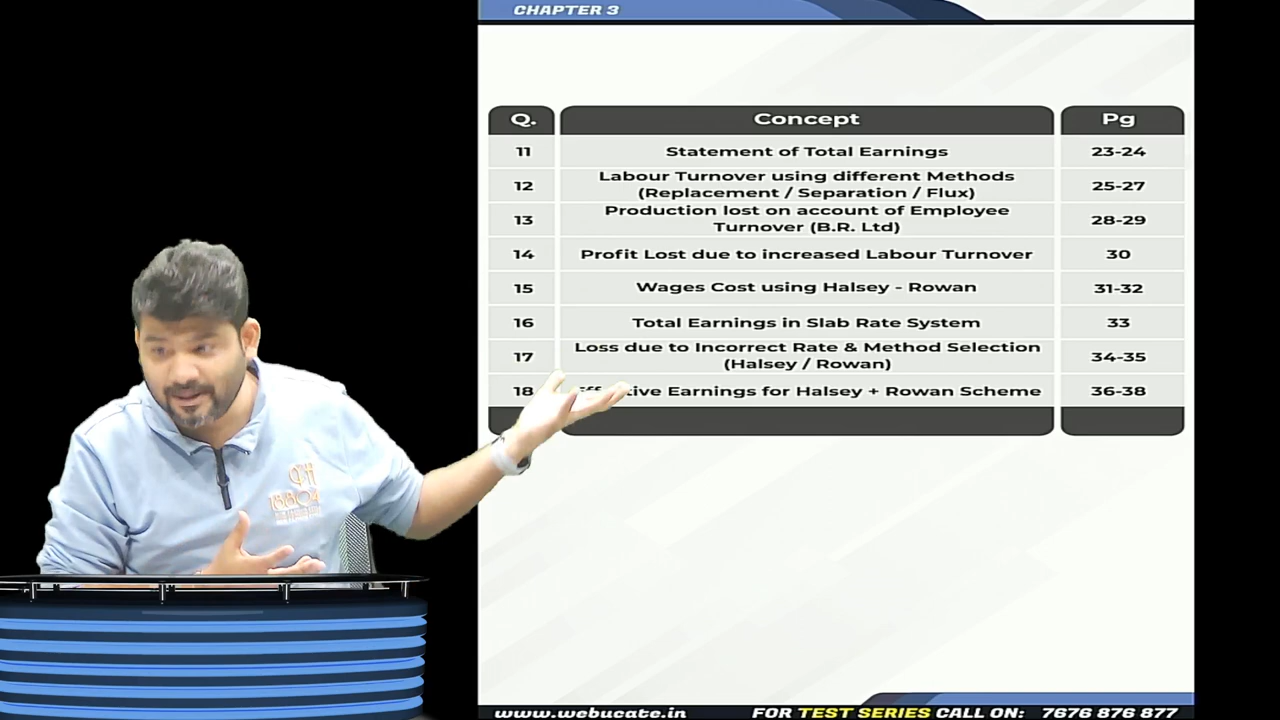 CHAPTER 3
Q. Concept Pg
11 Statement of Total Earnings 23-24
12 Labour Turnover using different Methods (Replacement / Separation / Flux) 25-27
13 Production lost on account of Employee Turnover (B.R. Ltd) 28-29
14 Profit Lost due to increased Labour Turnover 30
15 Wages Cost using Halsey - Rowan 31-32
16 Total Earnings in Slab Rate System 33
17 Loss due to Incorrect Rate & Method Selection (Halsey / Rowan) 34-35
18 Earnings for Halsey + Rowan Scheme 36-38
www.webucate.in FOR TEST SERIES CALL ON: 7676 876 877